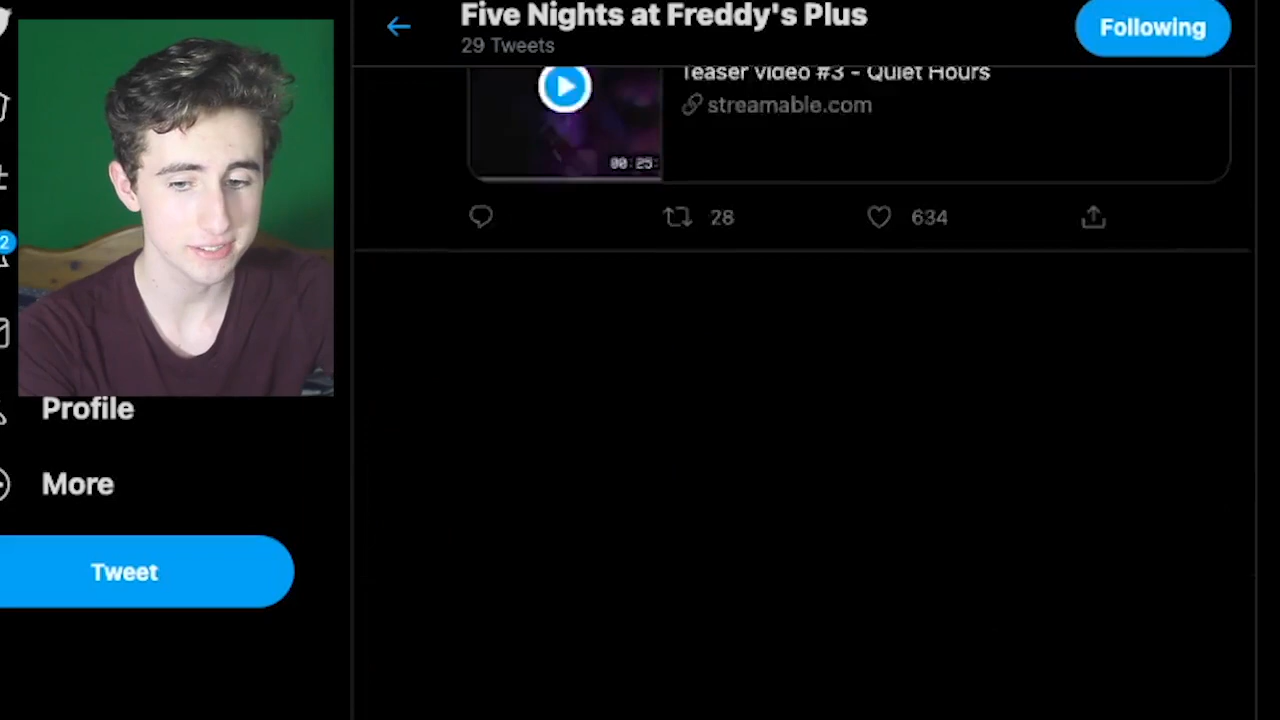 Five Nights at Freddy's Plus
29 Tweets
Following
Teaser Video #3 - Quiet Hours
streamable.com
00:25
28
634
2
Profile
More
Tweet